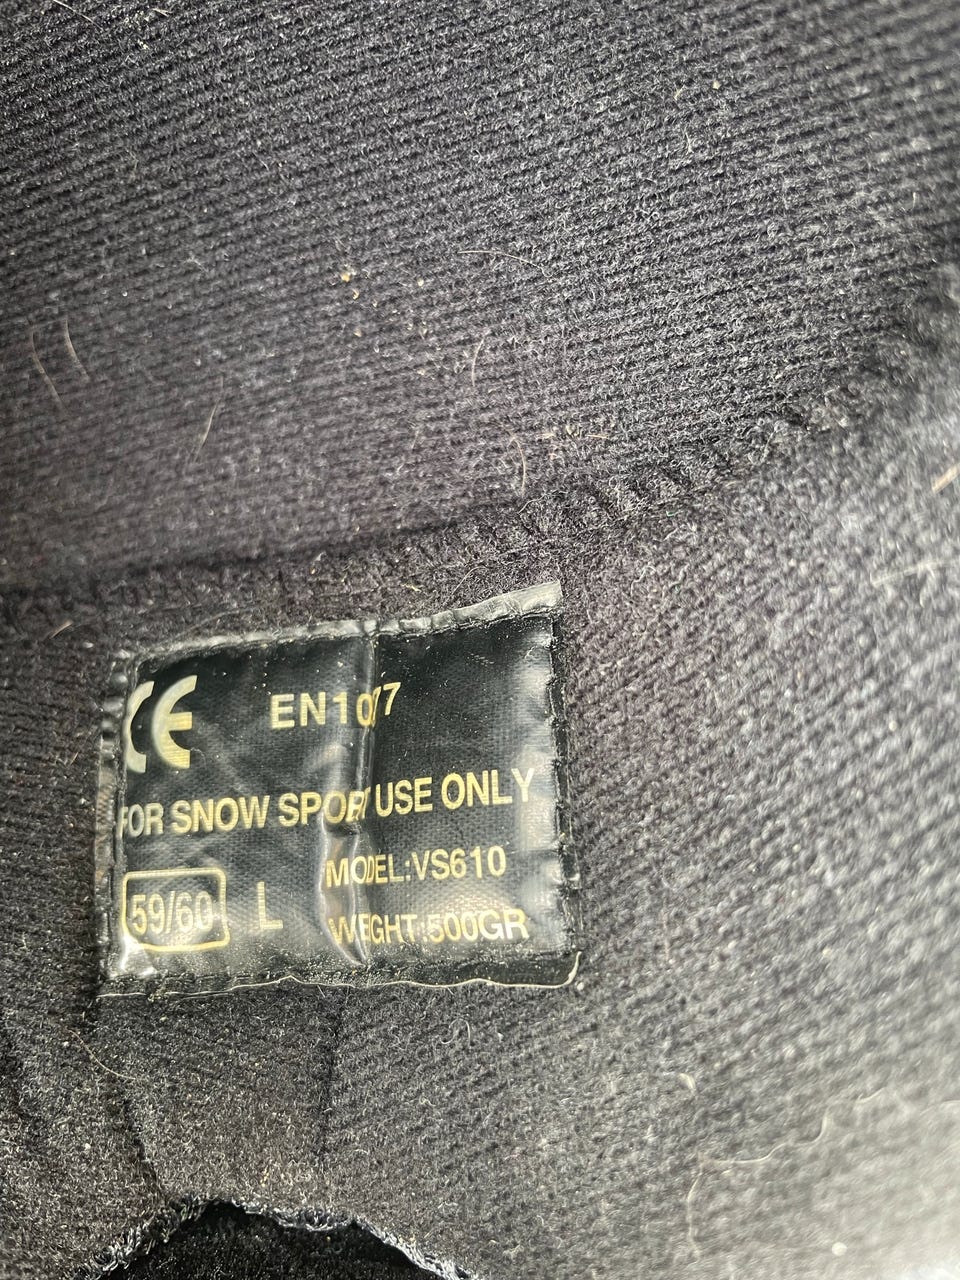 CE EN1077
FOR SNOW SPORT USE ONLY
MODEL:VS610
59/60 L
WEGHT:500GR